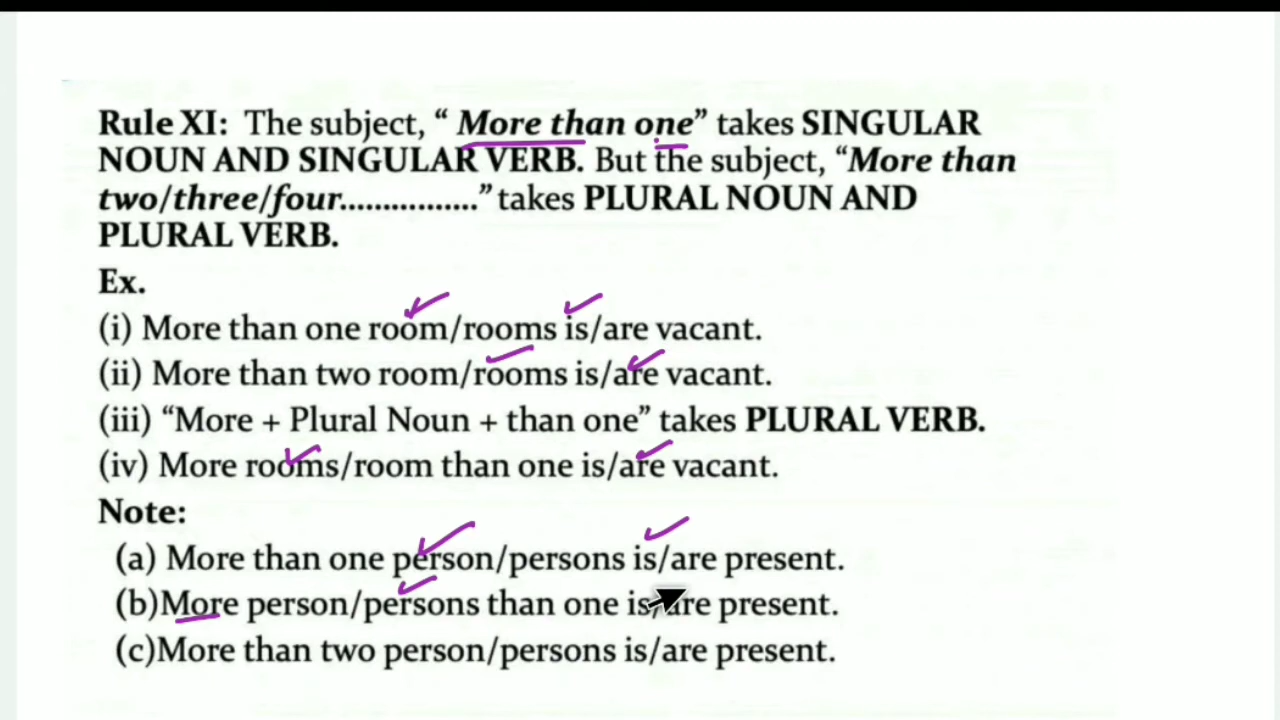 Rule XI: The subject, “ More than one” takes SINGULAR
NOUN AND SINGULAR VERB. But the subject, “More than
two/three/four................” takes PLURAL NOUN AND
PLURAL VERB.
Ex.
(i) More than one room/rooms is/are vacant.
(ii) More than two room/rooms is/are vacant.
(iii) “More + Plural Noun + than one” takes PLURAL VERB.
(iv) More rooms/room than one is/are vacant.
Note:
(a) More than one person/persons is/are present.
(b)More person/persons than one is/are present.
(c)More than two person/persons is/are present.